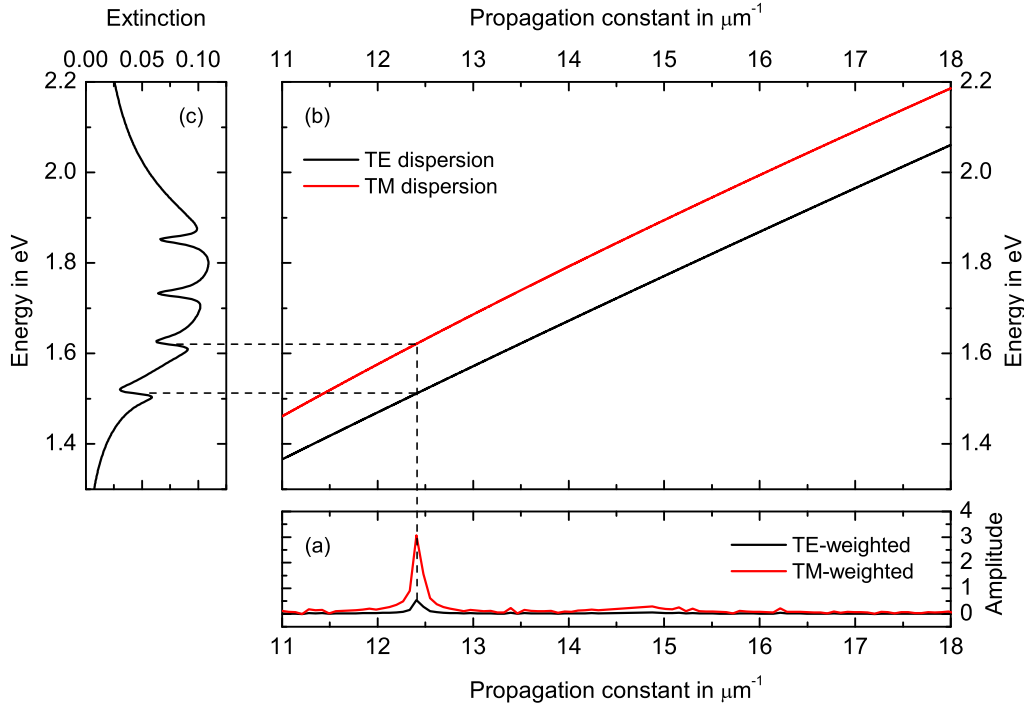 Extinction
Propagation constant in μm⁻¹
0.00 0.05 0.10
11 12 13 14 15 16 17 18
2.2
2.0
1.8
1.6
1.4
Energy in eV
(c)
(b)
TE dispersion
TM dispersion
2.2
2.0
1.8
1.6
1.4
Energy in eV
(a)
TE-weighted
TM-weighted
4
3
2
1
0
Amplitude
11 12 13 14 15 16 17 18
Propagation constant in μm⁻¹